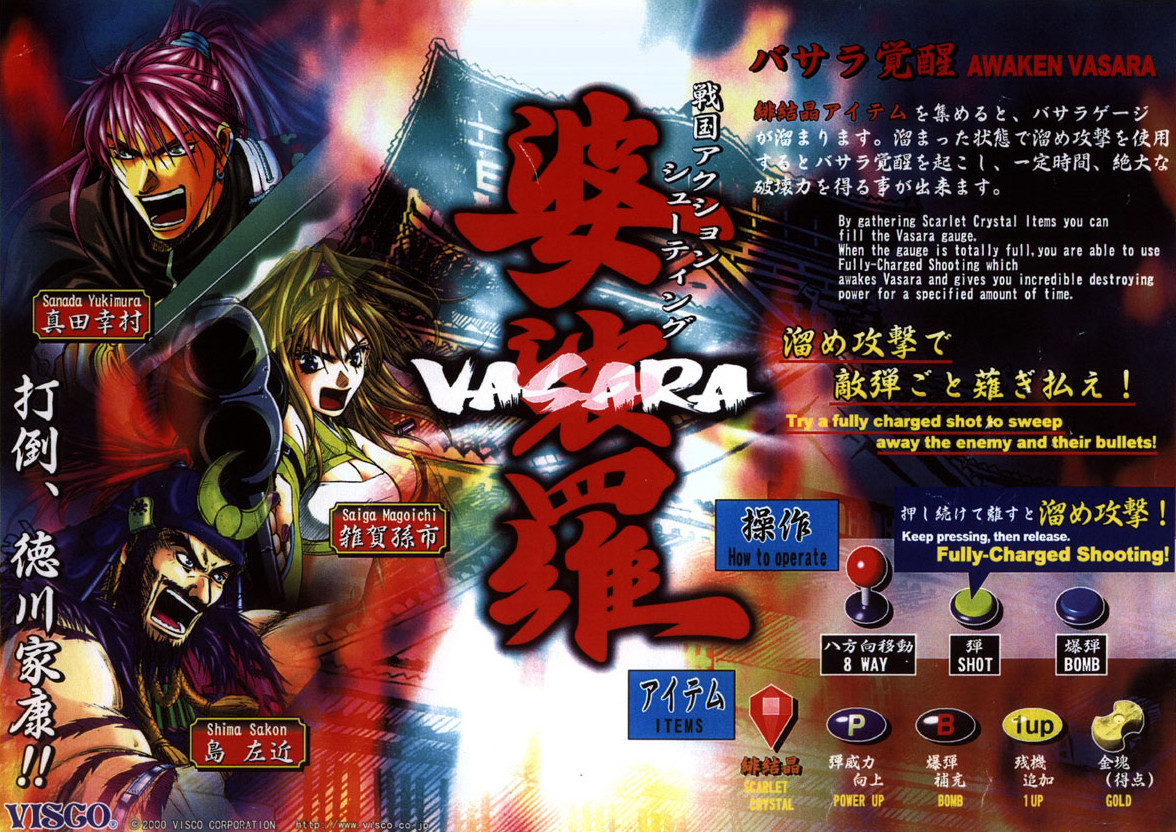 バサラ覚醒 AWAKEN VASARA
緋結晶アイテムを集めると、バサラゲージ
が溜まります。溜まった状態で溜め攻撃を使用
するとバサラ覚醒を起こし、一定時間、絶大な
破壊力を得る事が出来ます。
By gathering Scarlet Crystal Items you can
fill the Vasara gauge.
When the gauge is totally full,you are able to use
Fully-Charged Shooting which
awakes Vasara and gives you incredible destroying
power for a specified amount of time.
戦国アクション
シューティング
婆裟羅
VASARA
溜め攻撃で
敵弾ごと薙ぎ払え！
Try a fully charged shot to sweep
away the enemy and their bullets!
Sanada Yukimura
真田幸村
Saiga Magoichi
雑賀孫市
Shima Sakon
島 左近
打倒、徳川家康!!
操作
How to operate
押し続けて離すと溜め攻撃！
Keep pressing, then release.
Fully-Charged Shooting!
八方向移動
8 WAY
弾
SHOT
爆弾
BOMB
アイテム
ITEMS
緋結晶
SCARLET
CRYSTAL
P
弾威力
向上
POWER UP
B
爆弾
補充
BOMB
1up
残機
追加
1UP
金塊
(得点)
GOLD
VISCO®
©2000 VISCO CORPORATION http://www.visco.co.jp